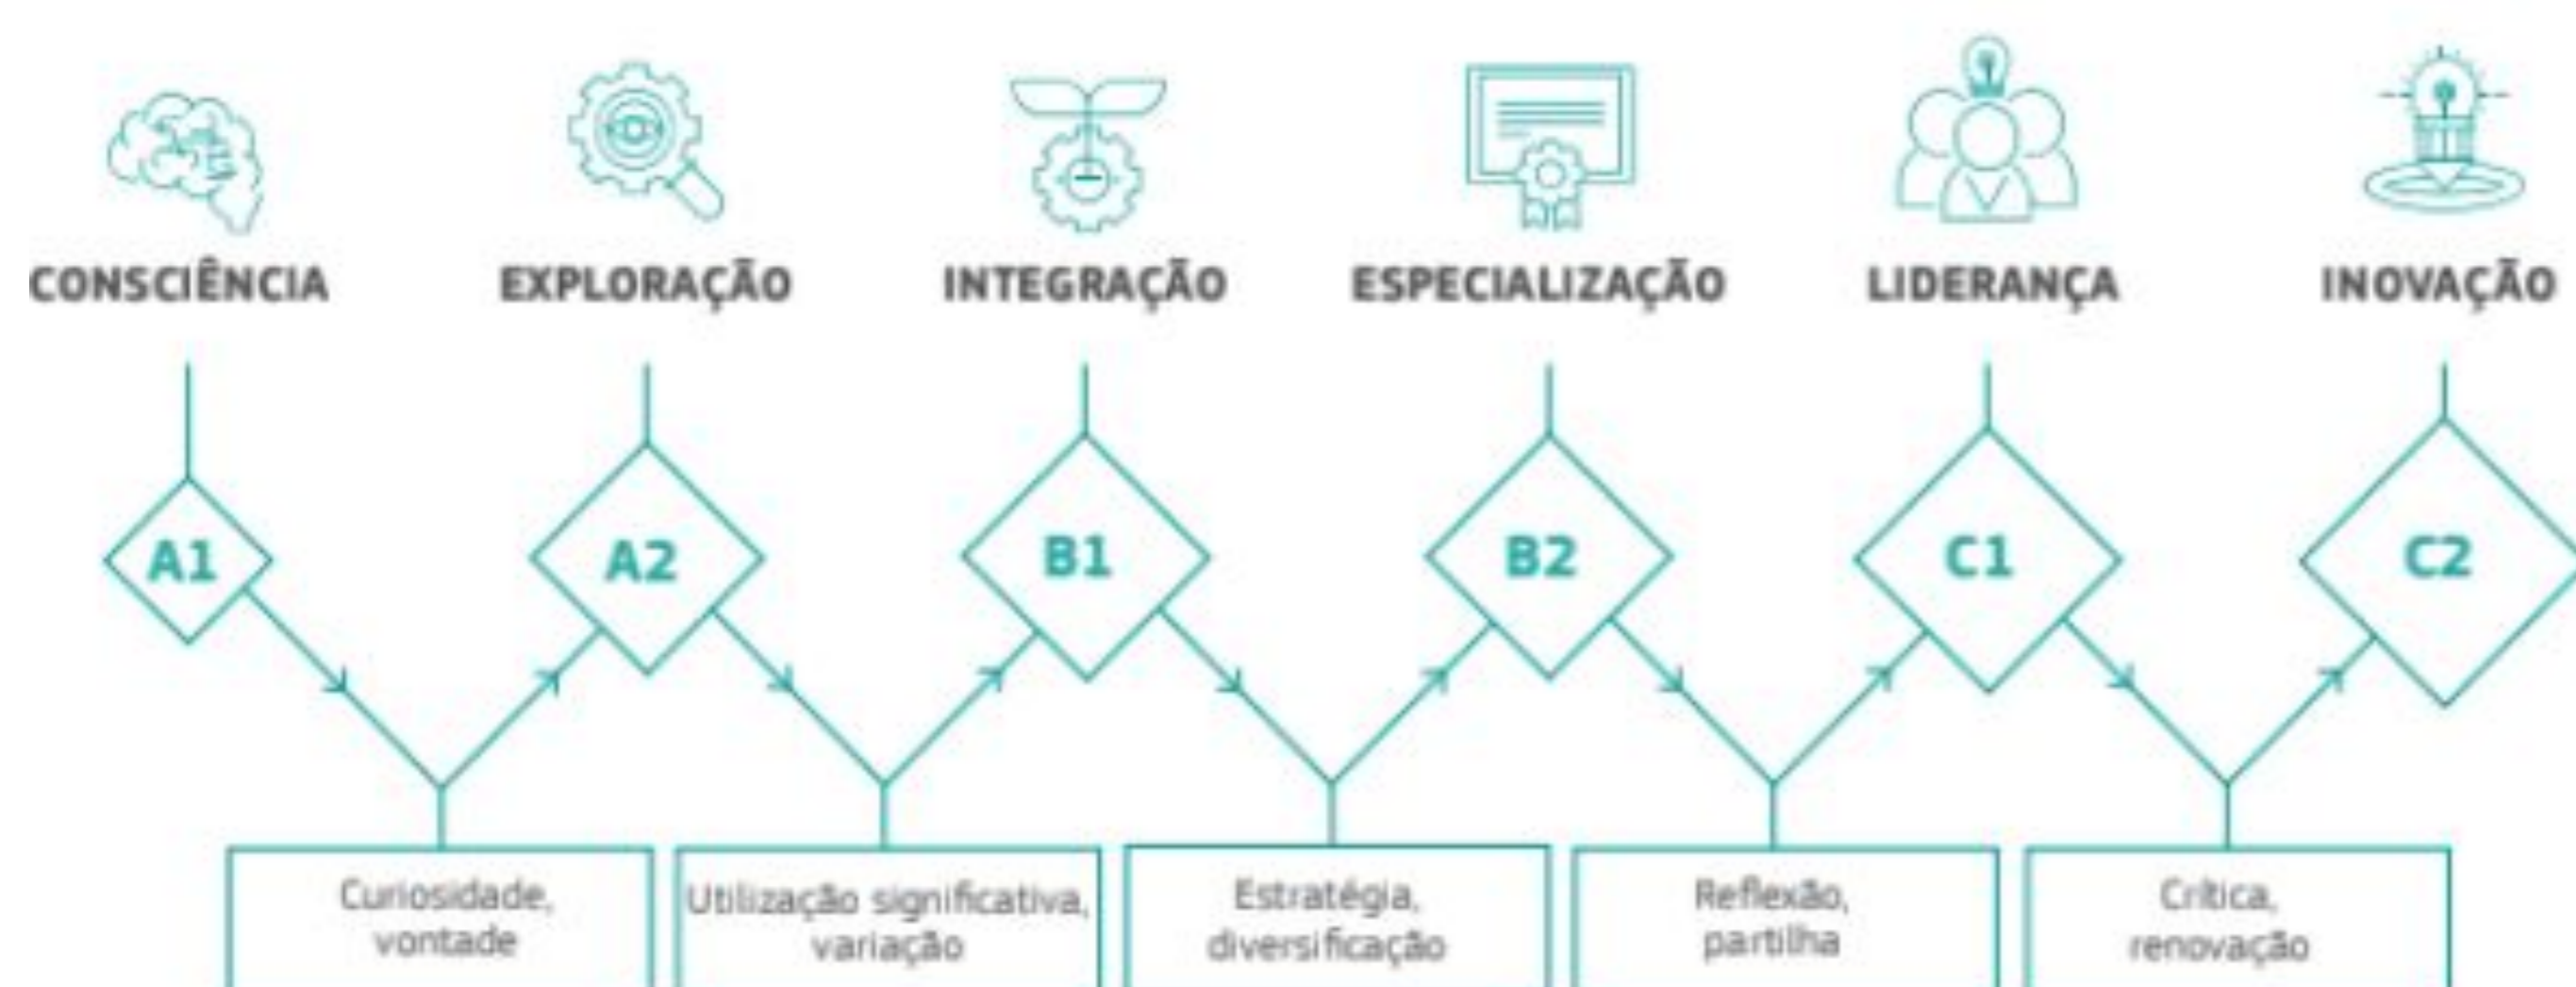 CONSCIÊNCIA
EXPLORAÇÃO
INTEGRAÇÃO
ESPECIALIZAÇÃO
LIDERANÇA
INOVAÇÃO
A1
A2
B1
B2
C1
C2
Curiosidade,
vontade
Utilização significativa,
variação
Estratégia,
diversificação
Reflexão,
partilha
Crítica,
renovação